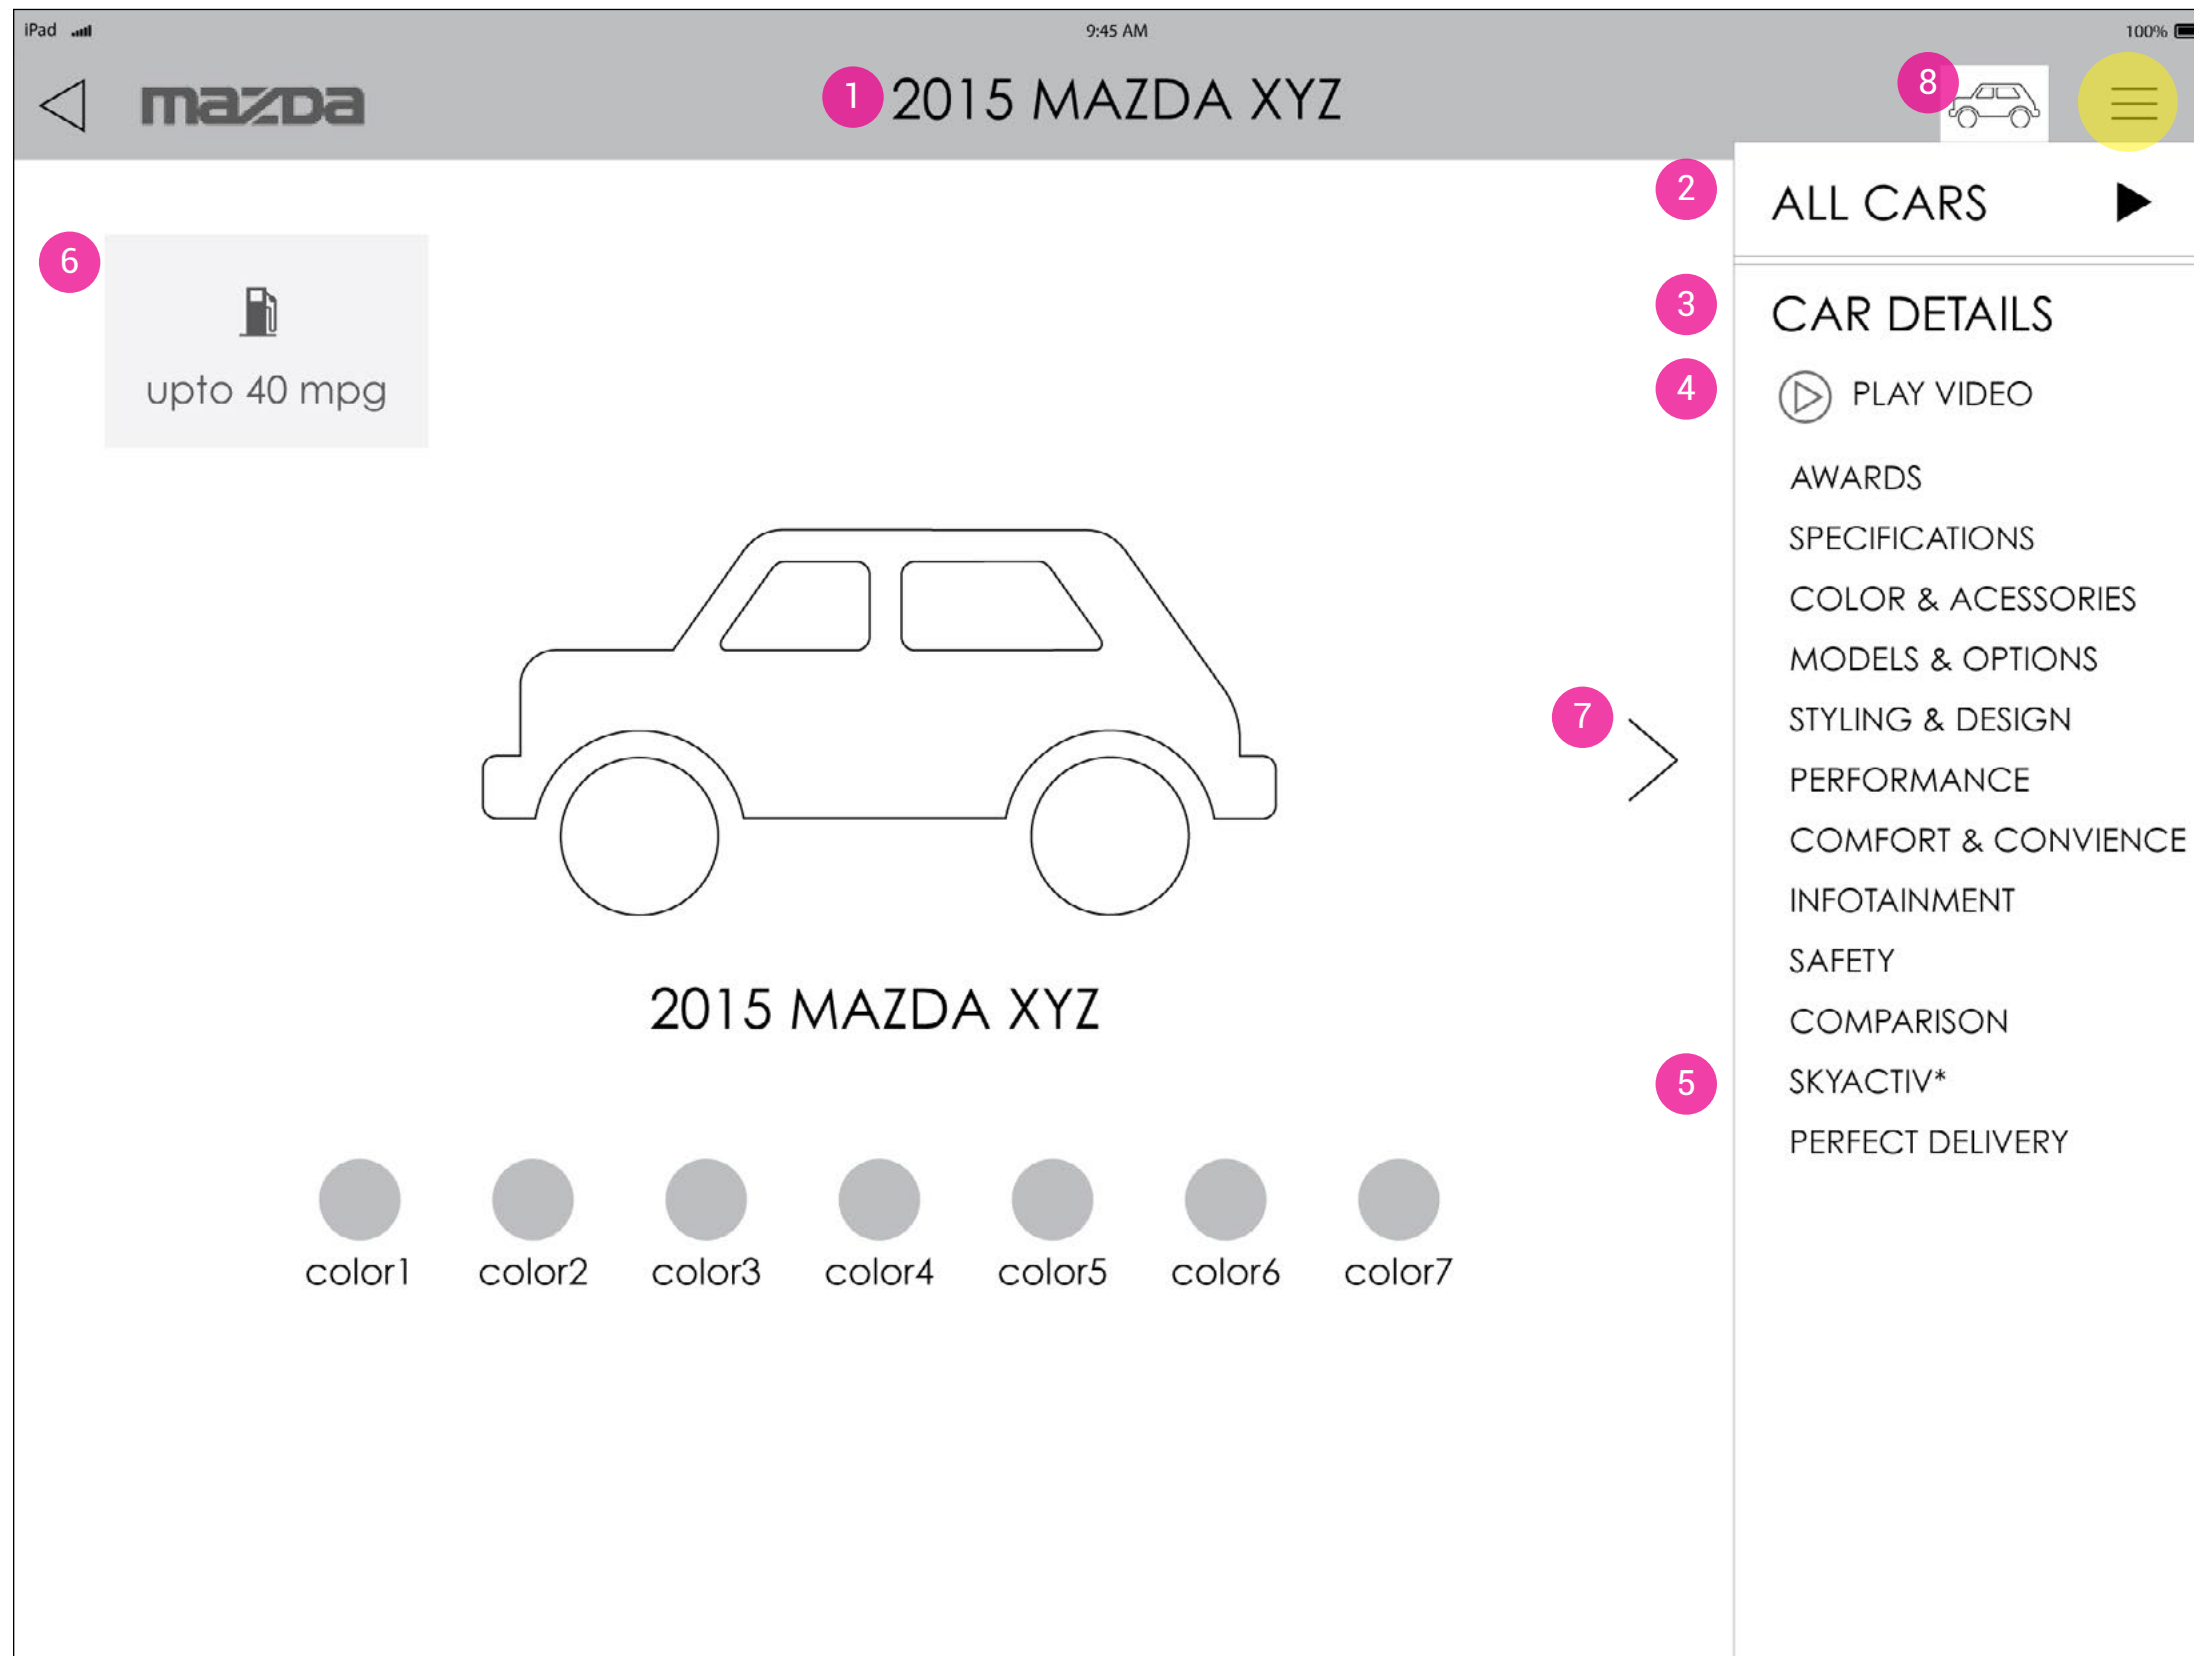 iPad 9:45 AM 100%
mazda 1 2015 MAZDA XYZ 8
2 ALL CARS
6
3 CAR DETAILS
upto 40 mpg
4 PLAY VIDEO
AWARDS
SPECIFICATIONS
COLOR & ACESSORIES
MODELS & OPTIONS
7 STYLING & DESIGN
PERFORMANCE
COMFORT & CONVIENCE
INFOTAINMENT
SAFETY
COMPARISON
5 SKYACTIV*
PERFECT DELIVERY
2015 MAZDA XYZ
color1 color2 color3 color4 color5 color6 color7